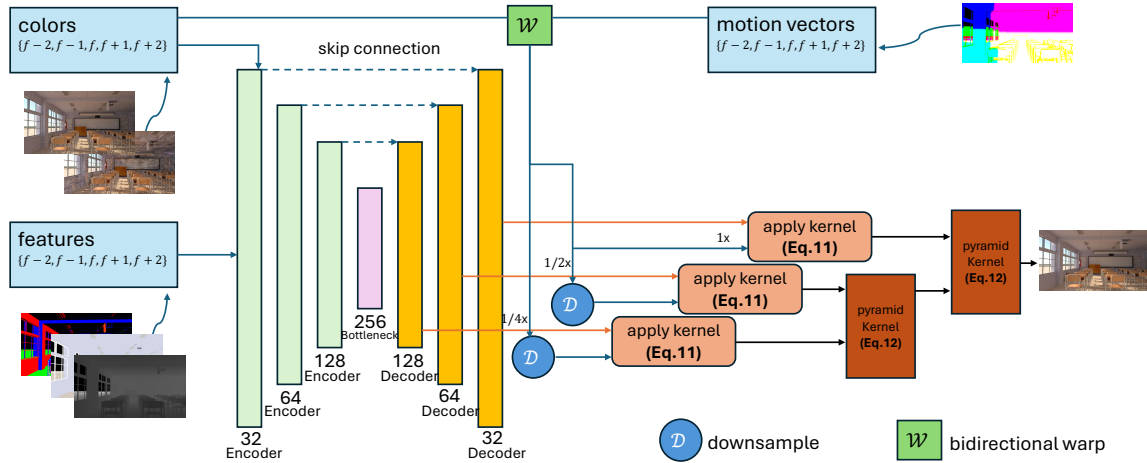 colors
{f − 2, f − 1, f, f + 1, f + 2}
𝒲
motion vectors
{f − 2, f − 1, f, f + 1, f + 2}
skip connection
features
{f − 2, f − 1, f, f + 1, f + 2}
1x
apply kernel
(Eq.11)
1/2x
apply kernel
(Eq.11)
𝒟
1/4x
apply kernel
(Eq.11)
𝒟
pyramid
Kernel
(Eq.12)
pyramid
Kernel
(Eq.12)
256
Bottleneck
128
Encoder
128
Decoder
64
Encoder
64
Decoder
32
Encoder
32
Decoder
𝒟 downsample
𝒲 bidirectional warp